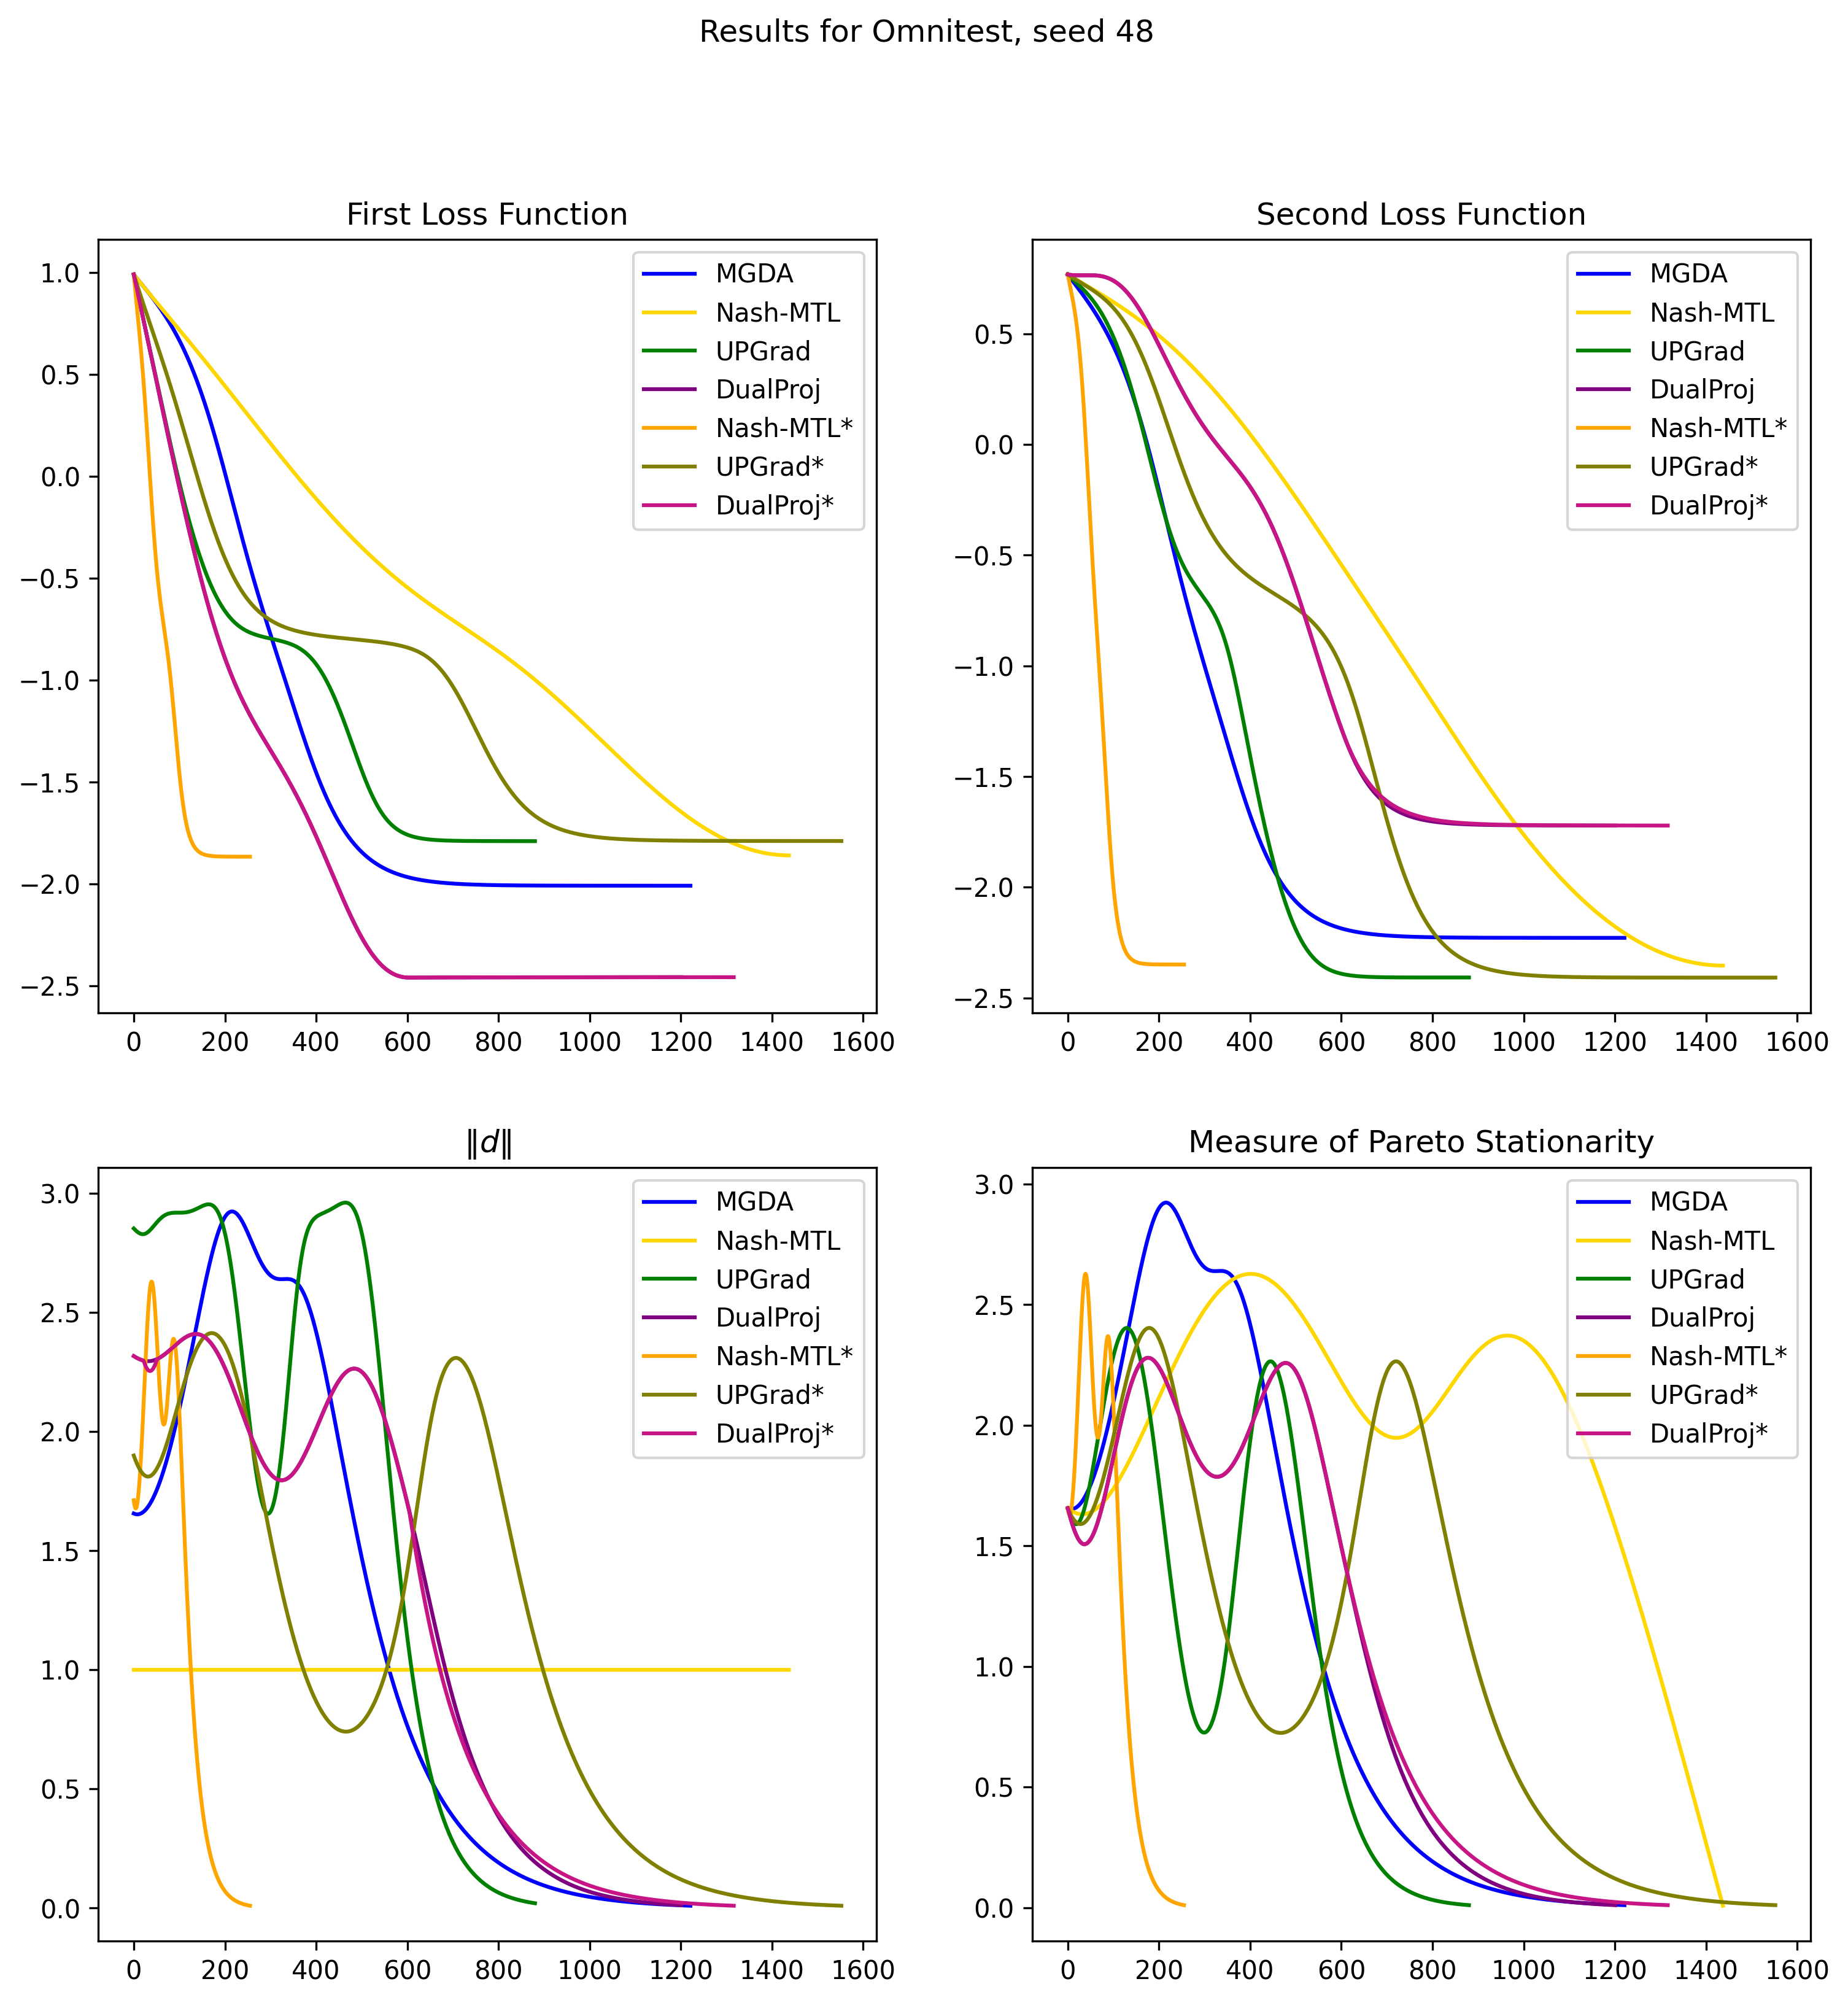 Results for Omnitest, seed 48
First Loss Function
1.0
0.5
0.0
−0.5
−1.0
−1.5
−2.0
−2.5
0 200 400 600 800 1000 1200 1400 1600
MGDA
Nash-MTL
UPGrad
DualProj
Nash-MTL*
UPGrad*
DualProj*
Second Loss Function
0.5
0.0
−0.5
−1.0
−1.5
−2.0
−2.5
0 200 400 600 800 1000 1200 1400 1600
MGDA
Nash-MTL
UPGrad
DualProj
Nash-MTL*
UPGrad*
DualProj*
‖d‖
3.0
2.5
2.0
1.5
1.0
0.5
0.0
0 200 400 600 800 1000 1200 1400 1600
MGDA
Nash-MTL
UPGrad
DualProj
Nash-MTL*
UPGrad*
DualProj*
Measure of Pareto Stationarity
3.0
2.5
2.0
1.5
1.0
0.5
0.0
0 200 400 600 800 1000 1200 1400 1600
MGDA
Nash-MTL
UPGrad
DualProj
Nash-MTL*
UPGrad*
DualProj*